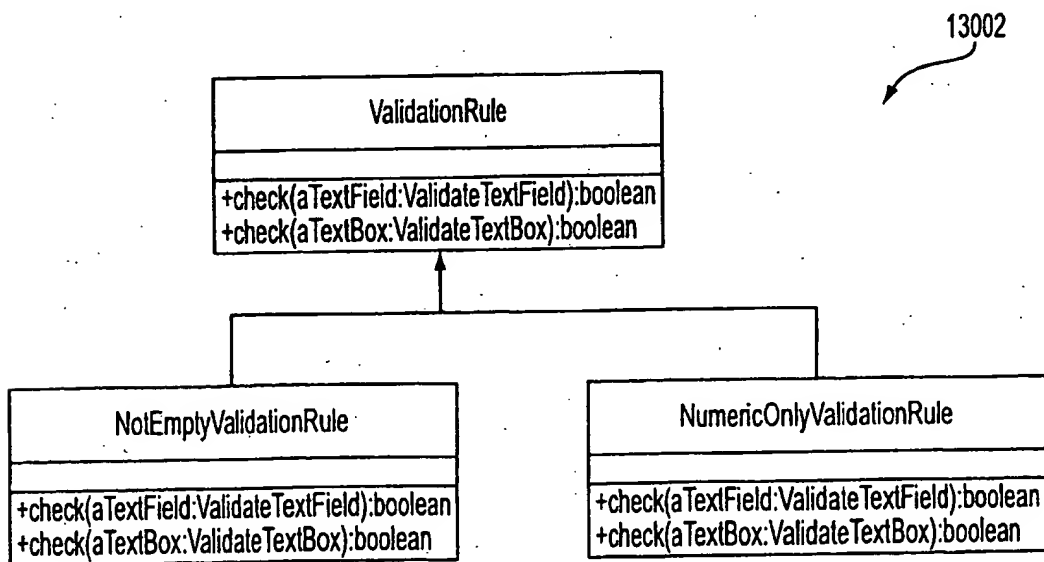 13002
ValidationRule
+check(aTextField:ValidateTextField):boolean
+check(aTextBox:ValidateTextBox):boolean
NotEmptyValidationRule
+check(aTextField:ValidateTextField):boolean
+check(aTextBox:ValidateTextBox):boolean
NumericOnlyValidationRule
+check(aTextField:ValidateTextField):boolean
+check(aTextBox:ValidateTextBox):boolean